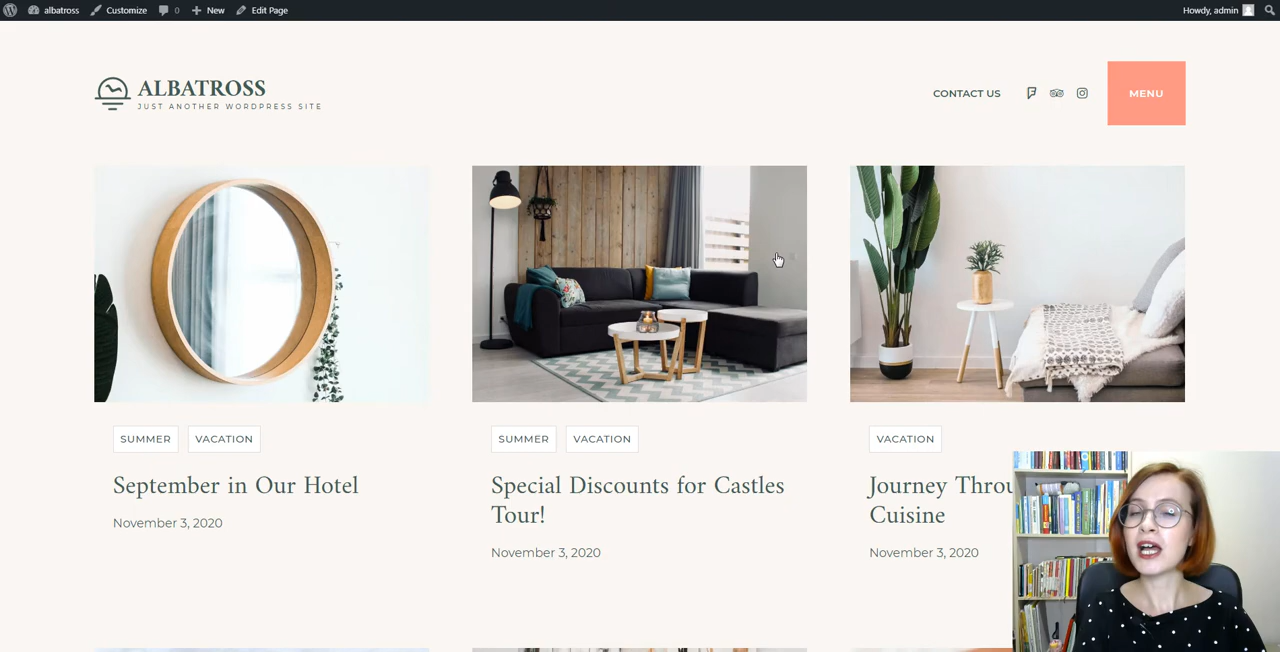 albatross Customize 0 New Edit Page Howdy, admin
ALBATROSS
JUST ANOTHER WORDPRESS SITE
CONTACT US MENU
SUMMER VACATION
September in Our Hotel
November 3, 2020
SUMMER VACATION
Special Discounts for Castles
Tour!
November 3, 2020
VACATION
Journey Throu
Cuisine
November 3, 2020